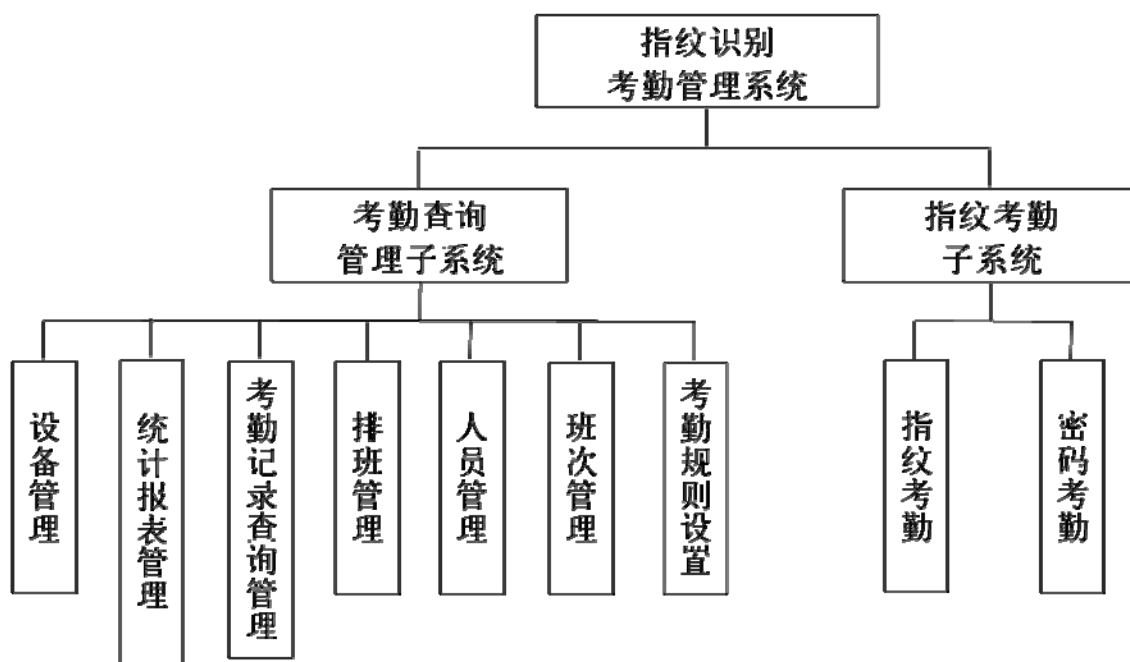 指纹识别
考勤管理系统
考勤查询
管理子系统
指纹考勤
子系统
设备管理
统计报表管理
考勤记录查询管理
排班管理
人员管理
班次管理
考勤规则设置
指纹考勤
密码考勤